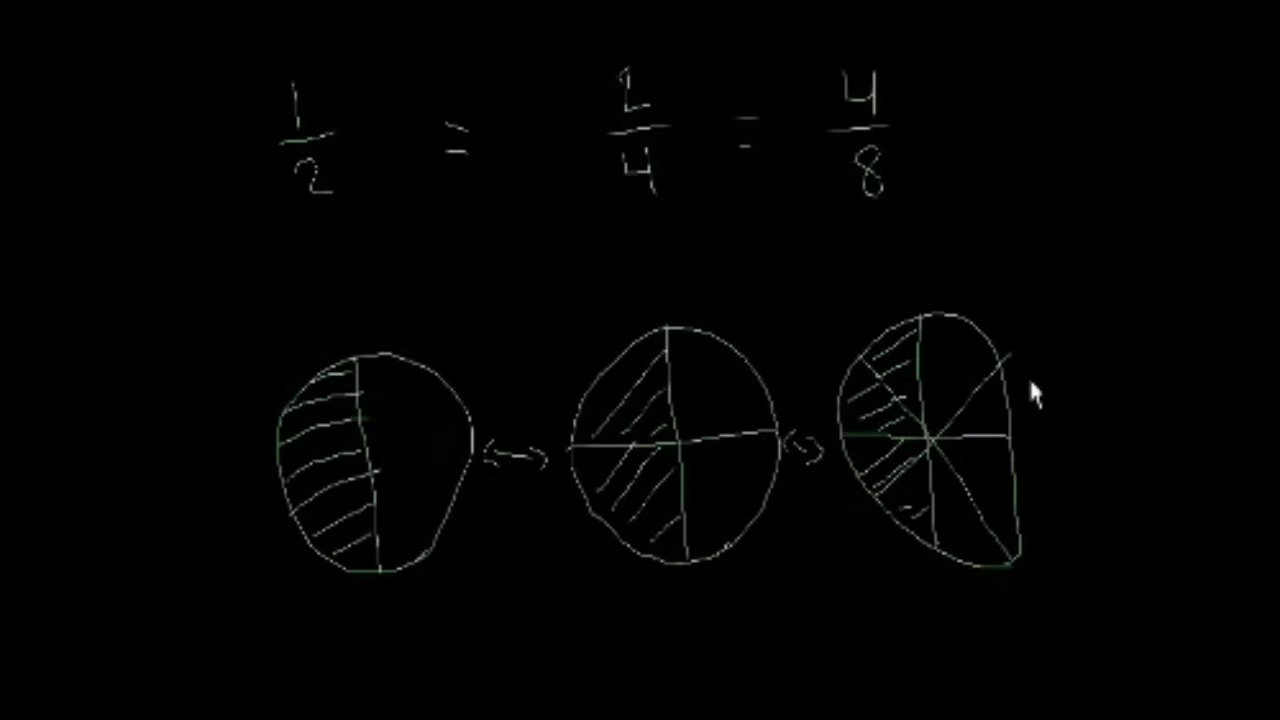 1/2 = 2/4 = 4/8